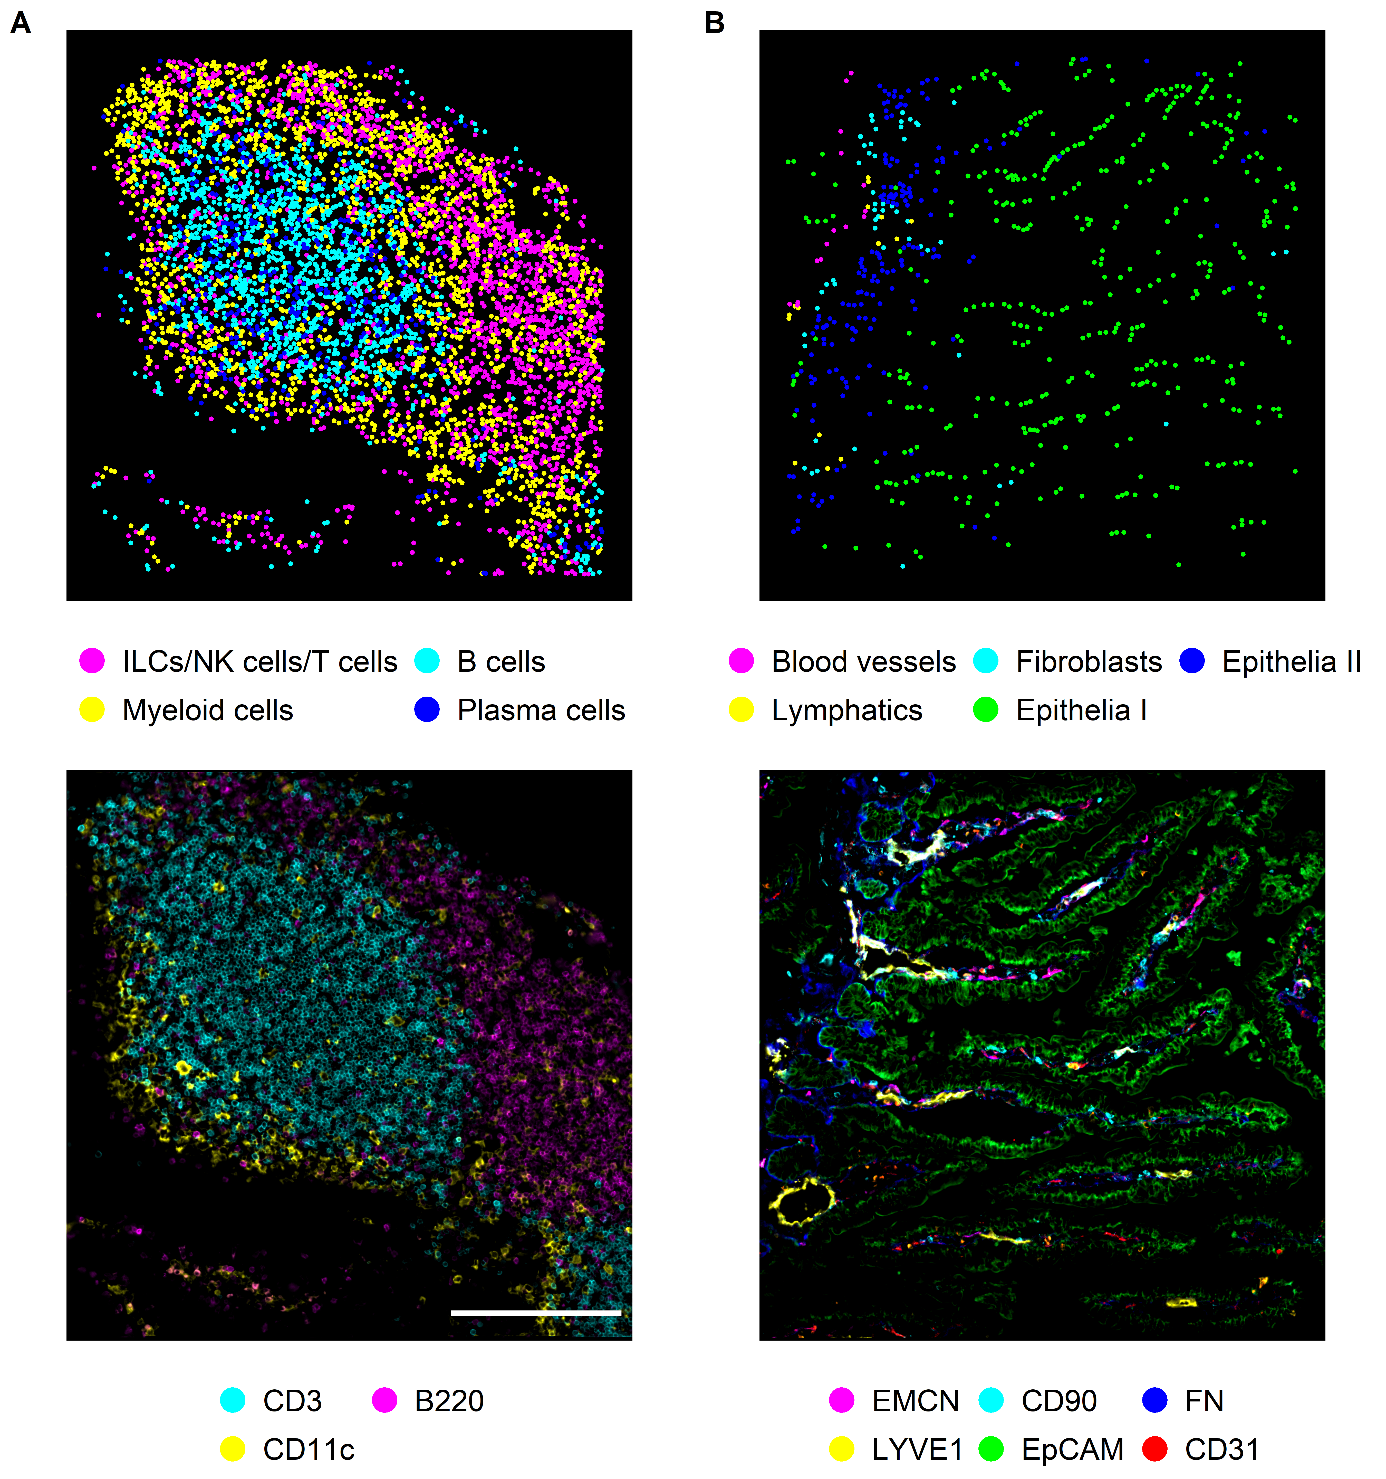 A B
ILCs/NK cells/T cells B cells
Myeloid cells Plasma cells
Blood vessels Fibroblasts Epithelia II
Lymphatics Epithelia I
CD3 B220
CD11c
EMCN CD90 FN
LYVE1 EpCAM CD31